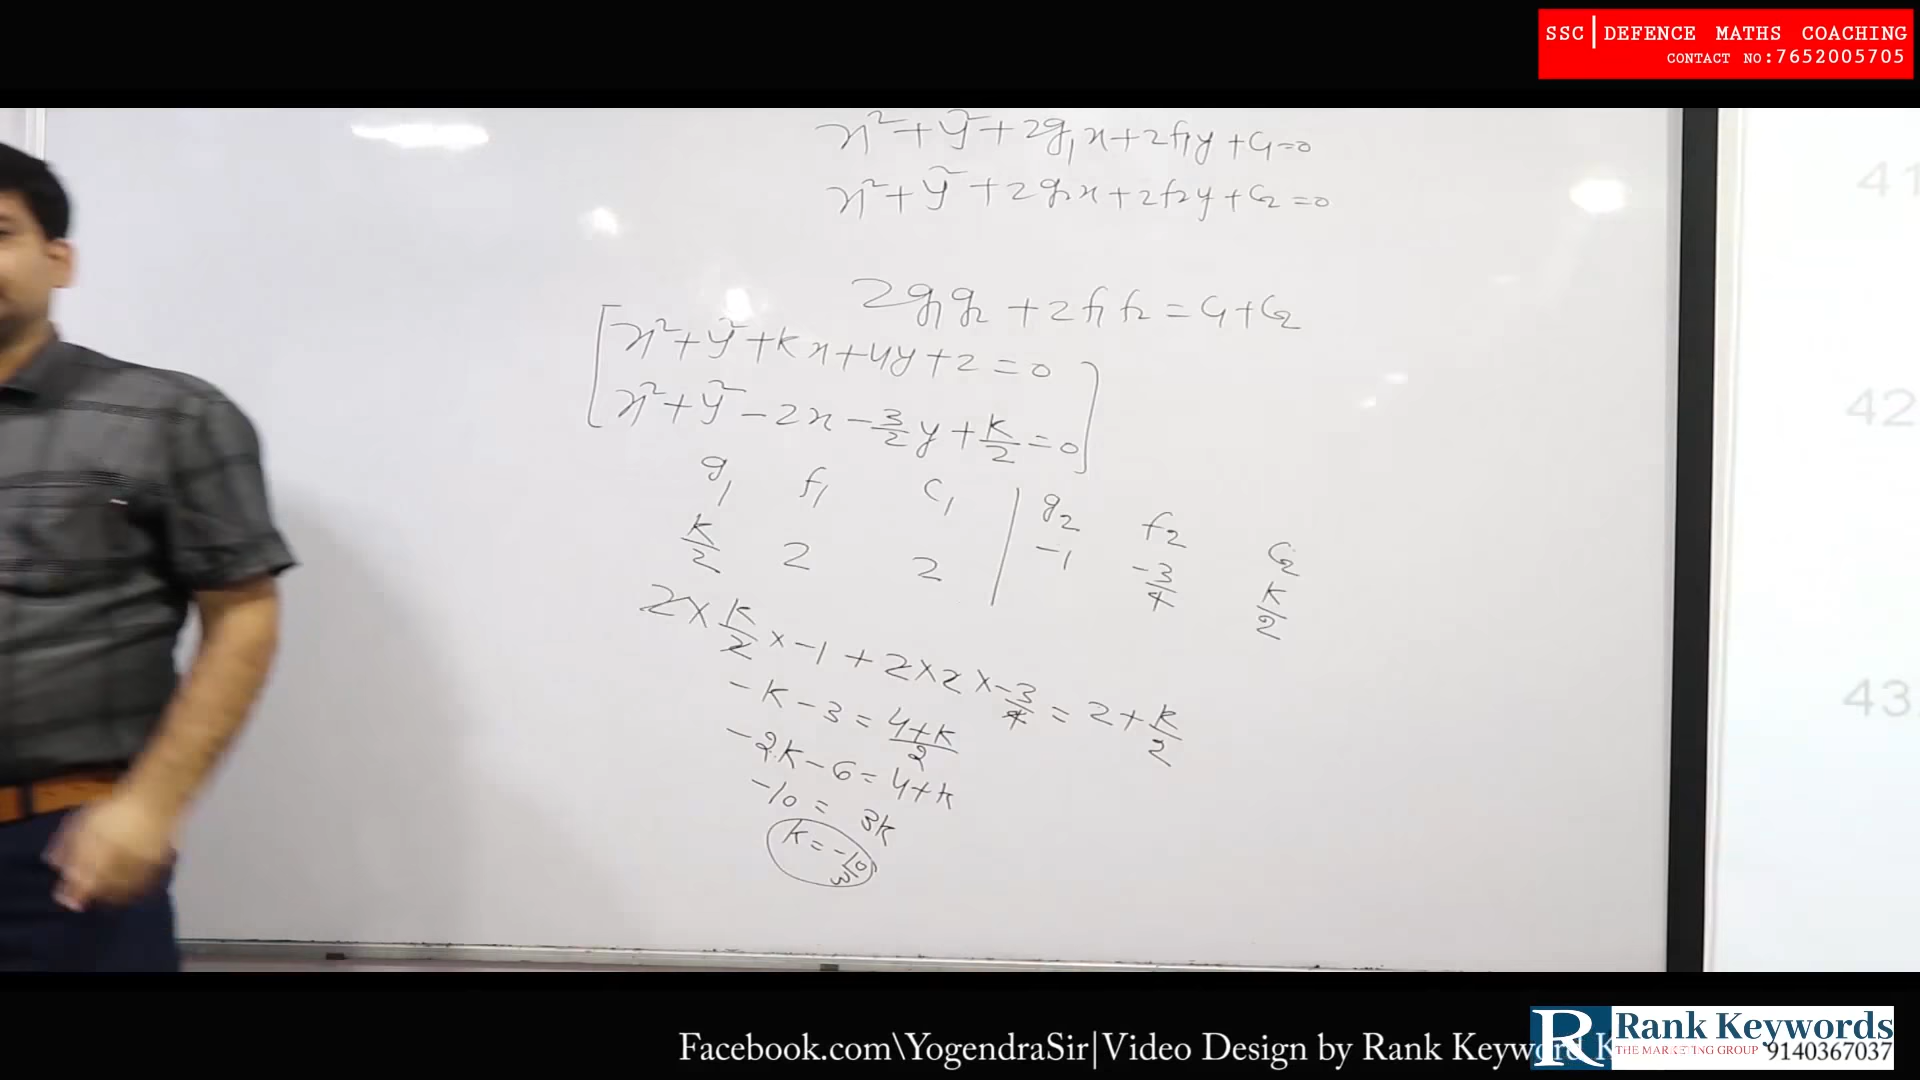 SSC|DEFENCE MATHS COACHING
CONTACT NO:7652005705
x²+y²+2g₁x+2f₁y+c₁=0
x²+y²+2g₂x+2f₂y+c₂=0
2g₁g₂+2f₁f₂=c₁+c₂
x²+y²+kx+4y+2=0
x²+y²-2x-3/2y+k/2=0
g₁ f₁ c₁ | g₂ f₂ c₂
k/2 2 2 | -1 -3/4 k/2
2×k/2×-1+2×2×-3/4=2+k/2
-k-3=4+k/2
-2k-6=4+k
-10=3k
k=-10/3
41
42
43.
Facebook.com\YogendraSir|Video Design by Rank Keyword K
Rank Keywords
THE MARKETING GROUP 9140367037